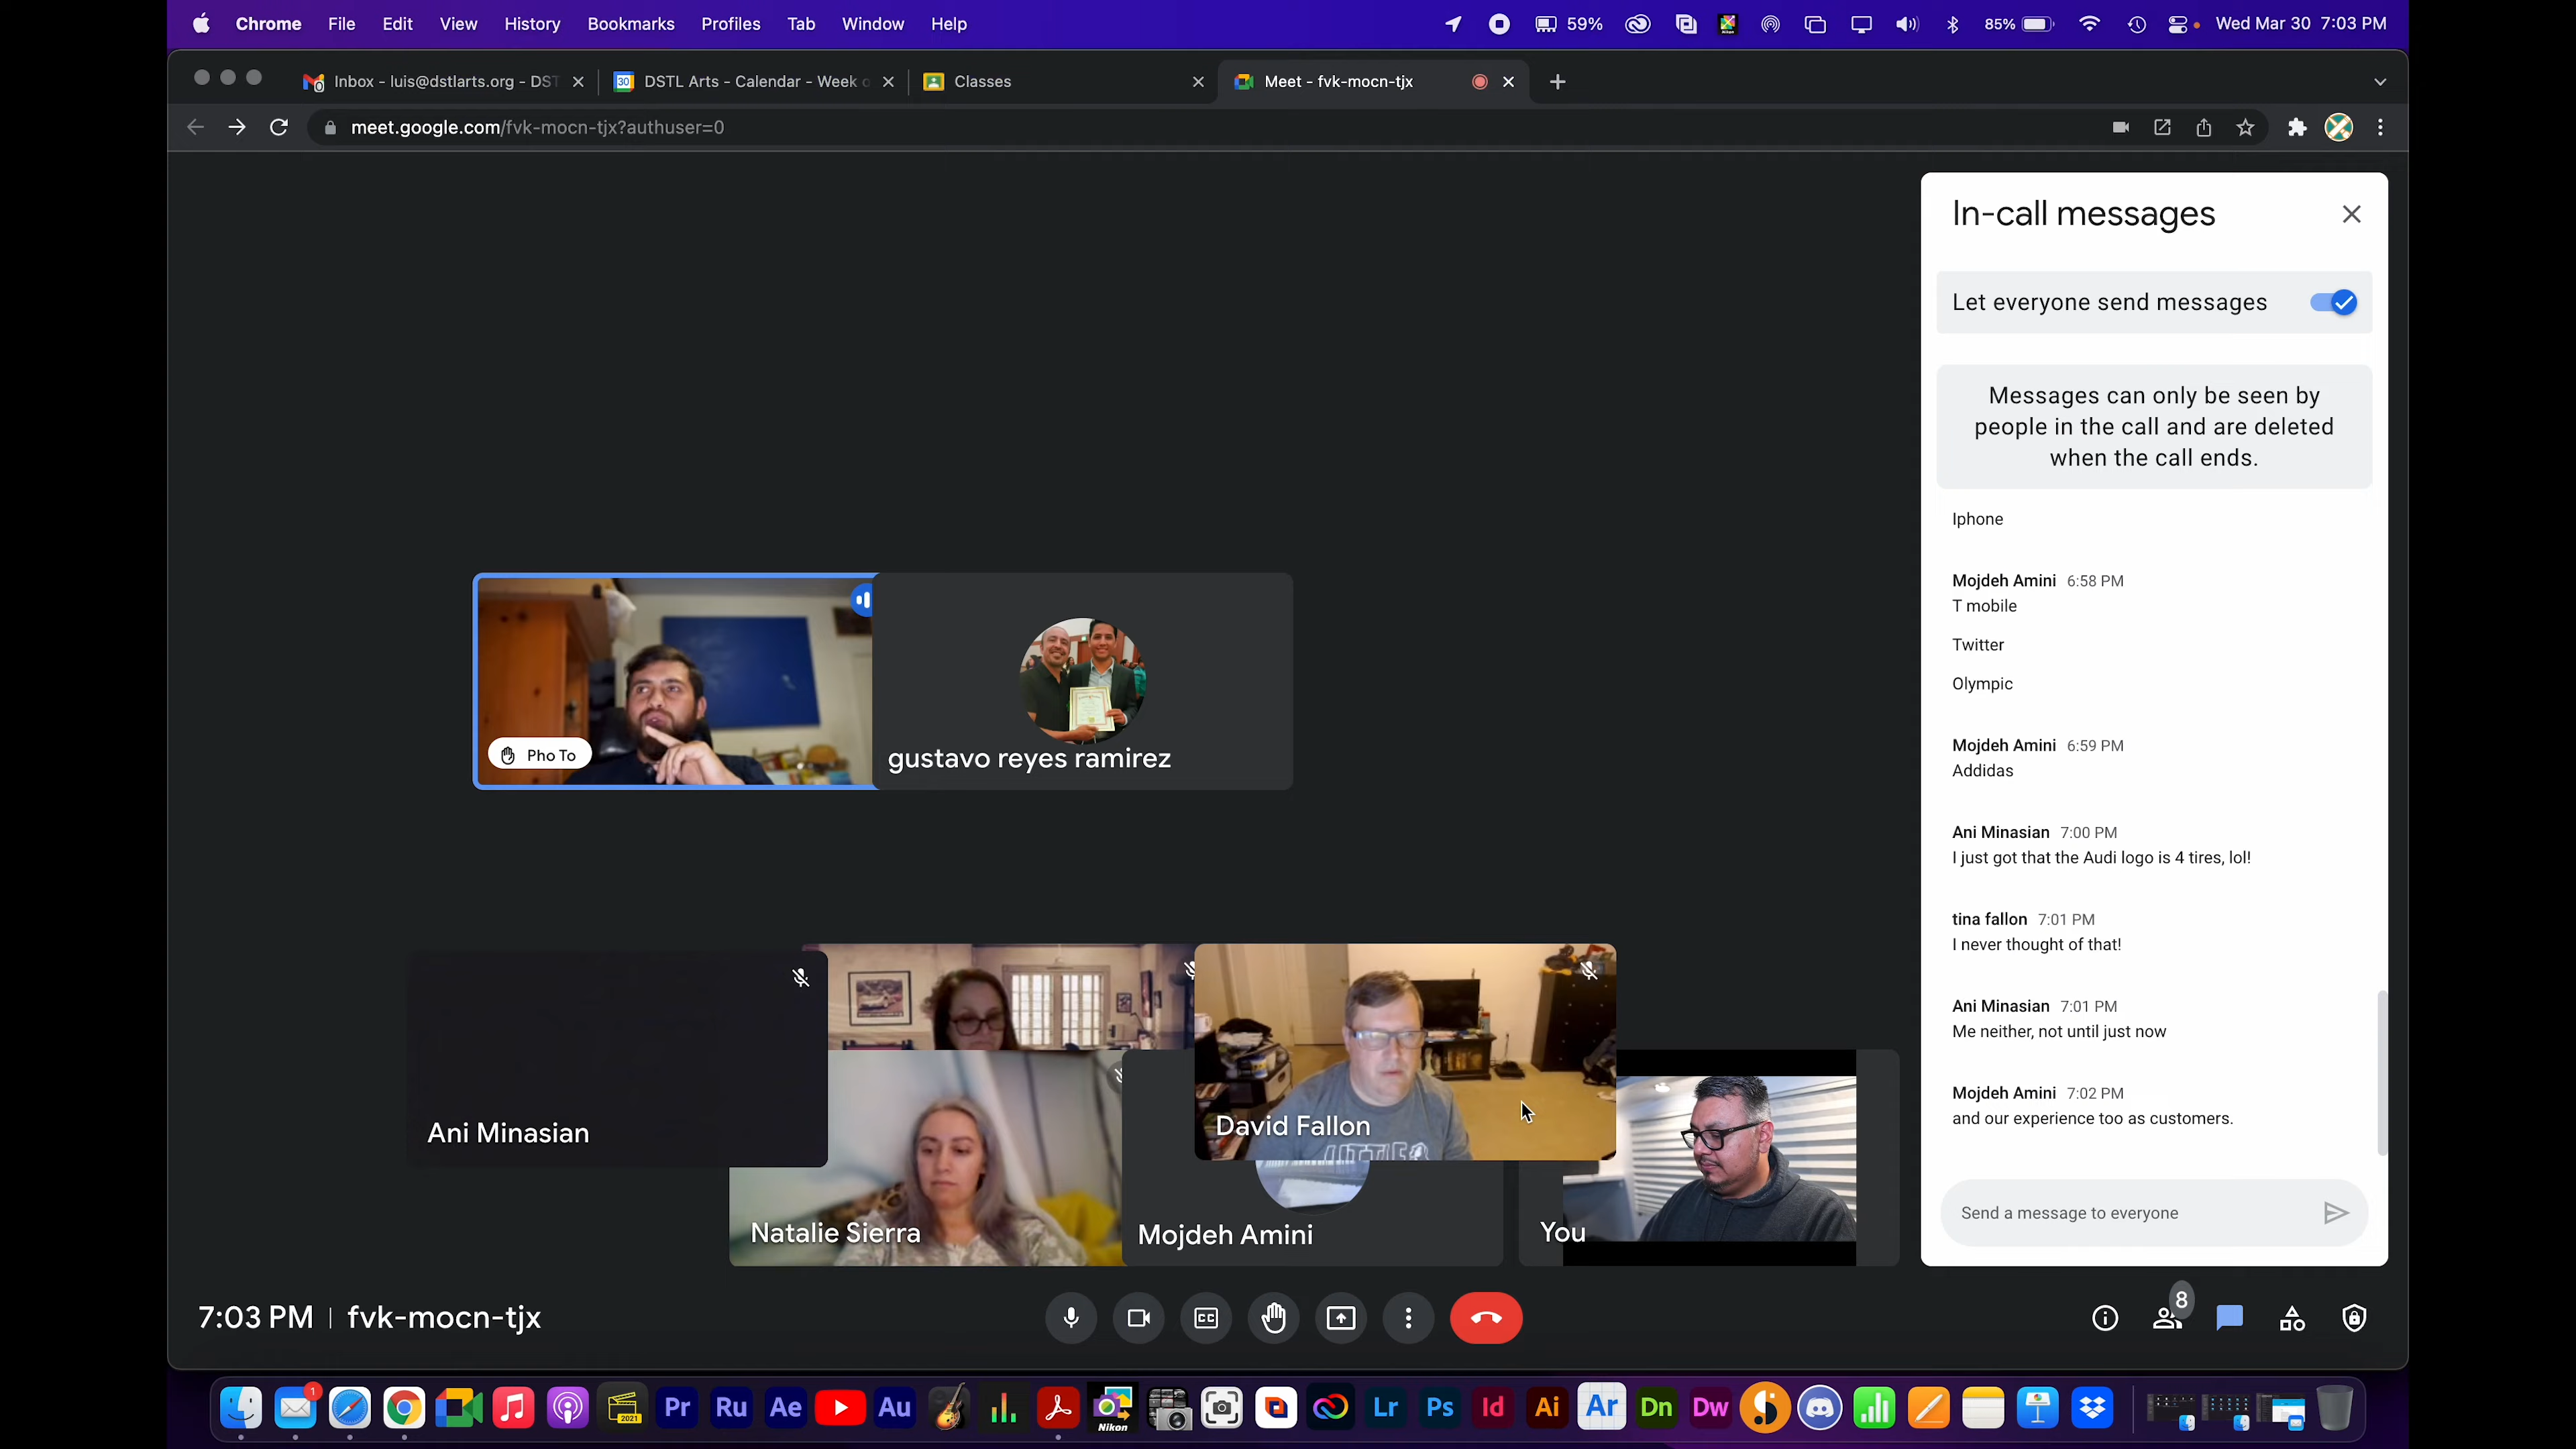 Chrome File Edit View History Bookmarks Profiles Tab Window Help 59% 85% Wed Mar 30 7:03 PM
Inbox - luis@dstlarts.org - DST DSTL Arts - Calendar - Week o Classes Meet - fvk-mocn-tjx
meet.google.com/fvk-mocn-tjx?authuser=0
In-call messages
Let everyone send messages
Messages can only be seen by
people in the call and are deleted
when the call ends.
Iphone
Mojdeh Amini 6:58 PM
T mobile
Twitter
Olympic
Mojdeh Amini 6:59 PM
Addidas
Ani Minasian 7:00 PM
I just got that the Audi logo is 4 tires, lol!
tina fallon 7:01 PM
I never thought of that!
Ani Minasian 7:01 PM
Me neither, not until just now
Mojdeh Amini 7:02 PM
and our experience too as customers.
Send a message to everyone
Pho To
gustavo reyes ramirez
Ani Minasian
David Fallon
Natalie Sierra
Mojdeh Amini
You
7:03 PM | fvk-mocn-tjx
CC
8
1 2021 Pr Ru Ae Au Nikon Lr Ps Id Ai Ar Dn Dw